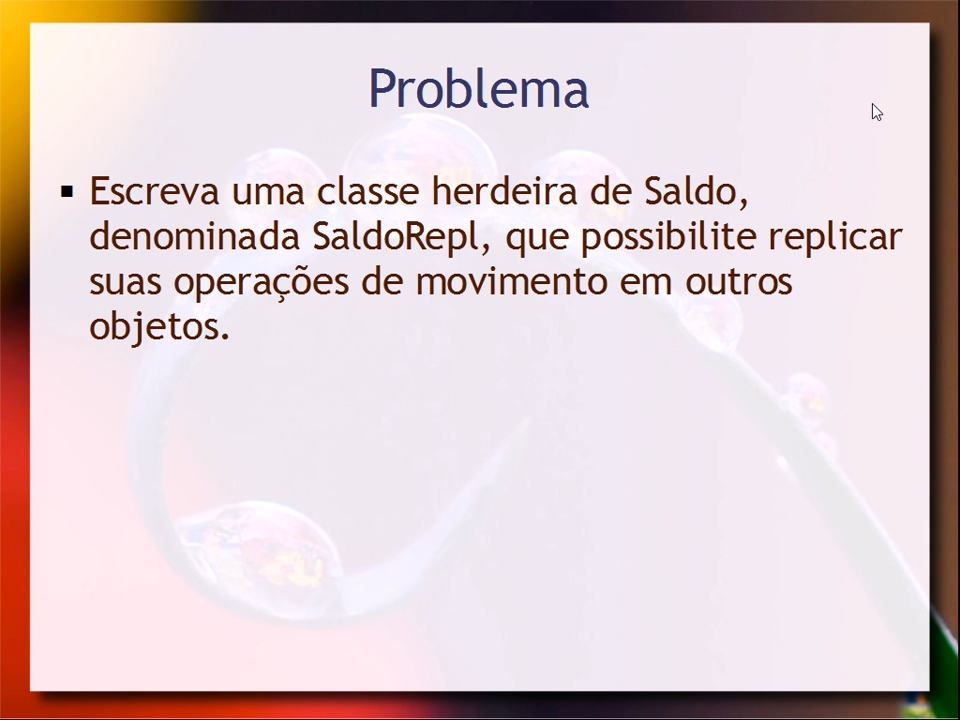 Problema
Escreva uma classe herdeira de Saldo,
denominada SaldoRepl, que possibilite replicar
suas operações de movimento em outros
objetos.